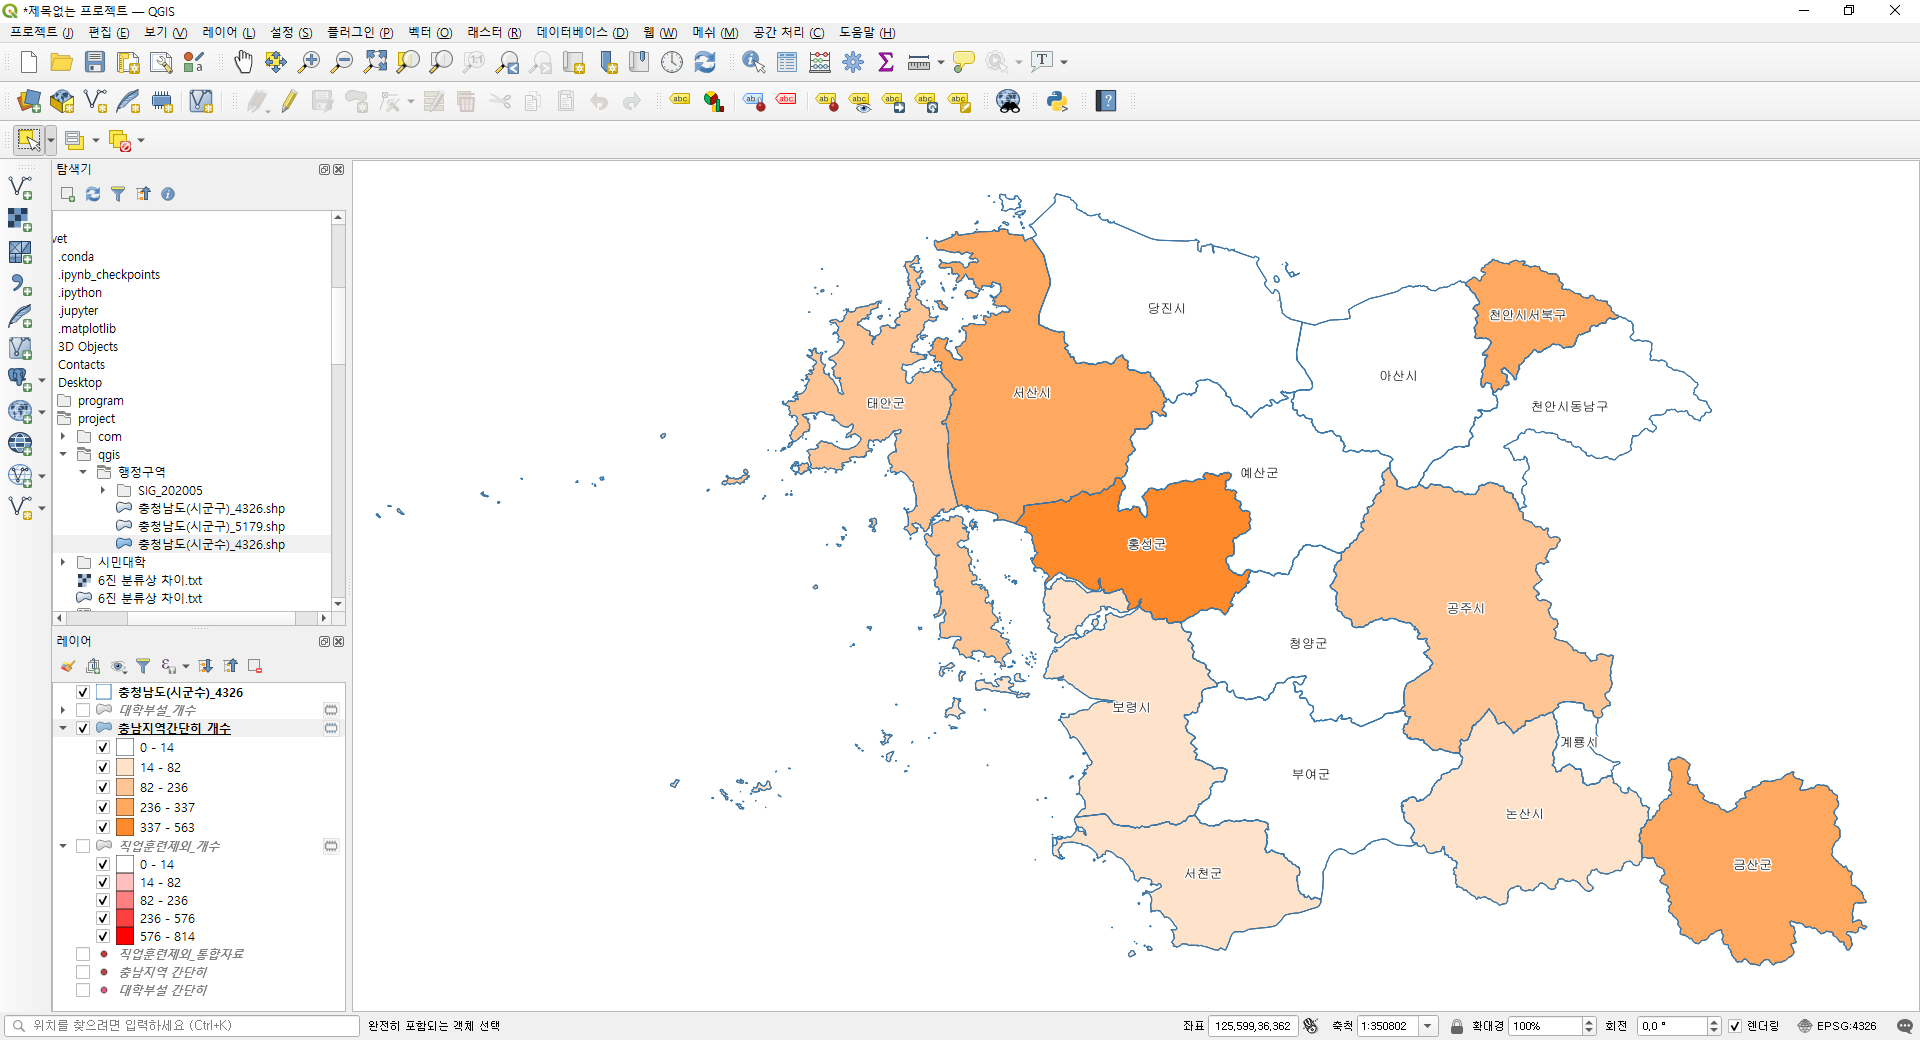 *제목없는 프로젝트 — QGIS
프로젝트 (J) 편집 (E) 보기 (V) 레이어 (L) 설정 (S) 플러그인 (P) 벡터 (O) 래스터 (R) 데이터베이스 (D) 웹 (W) 메쉬 (M) 공간 처리 (C) 도움말 (H)
탐색기
vet
.conda
.ipynb_checkpoints
.ipython
.jupyter
.matplotlib
3D Objects
Contacts
Desktop
program
project
com
qgis
행정구역
SIG_202005
충청남도(시군구)_4326.shp
충청남도(시군구)_5179.shp
충청남도(시군수)_4326.shp
시민대학
6진 분류상 차이.txt
6진 분류상 차이.txt
레이어
충청남도(시군수)_4326
대학부설_개수
충남지역간단히_개수
0 - 14
14 - 82
82 - 236
236 - 337
337 - 563
직업훈련제외_개수
0 - 14
14 - 82
82 - 236
236 - 576
576 - 814
직업훈련제외_통합자료
충남지역 간단히
대학부설 간단히
당진시
천안시서북구
아산시
서산시
태안군
천안시동남구
예산군
홍성군
공주시
청양군
보령시
계룡시
부여군
논산시
금산군
서천군
위치를 찾으려면 입력하세요 (Ctrl+K)
완전히 포함되는 객체 선택
좌표 125,599,36,362
축척 1:350802
확대경 100%
회전 0,0 °
렌더링
EPSG:4326